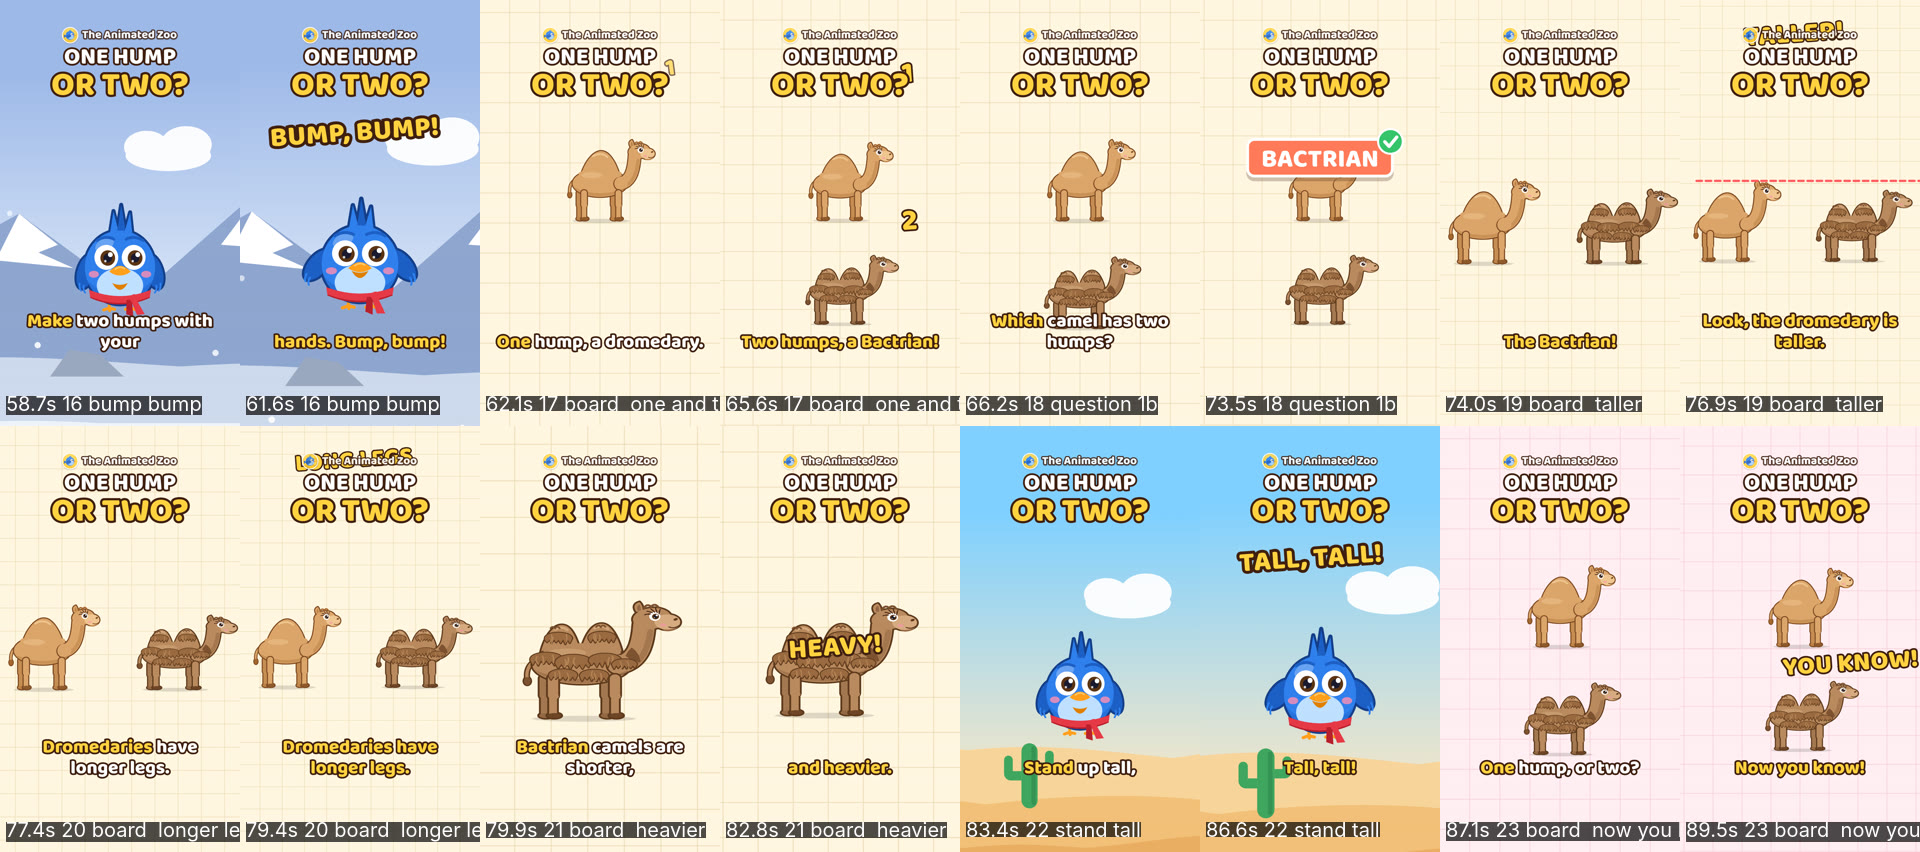 The Animated Zoo
ONE HUMP
OR TWO?
Make two humps with
your
58.7s 16 bump bump
The Animated Zoo
ONE HUMP
OR TWO?
BUMP, BUMP!
hands. Bump, bump!
61.6s 16 bump bump
The Animated Zoo
ONE HUMP
OR TWO?
1
One hump, a dromedary.
62.1s 17 board one and t
The Animated Zoo
ONE HUMP
OR TWO?
1
2
Two humps, a Bactrian!
65.6s 17 board one and t
The Animated Zoo
ONE HUMP
OR TWO?
Which camel has two
humps?
66.2s 18 question 1b
The Animated Zoo
ONE HUMP
OR TWO?
BACTRIAN
73.5s 18 question 1b
The Animated Zoo
ONE HUMP
OR TWO?
The Bactrian!
74.0s 19 board taller
TALLER!
The Animated Zoo
ONE HUMP
OR TWO?
Look, the dromedary is
taller.
76.9s 19 board taller
The Animated Zoo
ONE HUMP
OR TWO?
Dromedaries have
longer legs.
77.4s 20 board longer le
LONG LEGS
The Animated Zoo
ONE HUMP
OR TWO?
Dromedaries have
longer legs.
79.4s 20 board longer le
The Animated Zoo
ONE HUMP
OR TWO?
Bactrian camels are
shorter,
79.9s 21 board heavier
The Animated Zoo
ONE HUMP
OR TWO?
HEAVY!
and heavier.
82.8s 21 board heavier
The Animated Zoo
ONE HUMP
OR TWO?
Stand up tall,
83.4s 22 stand tall
The Animated Zoo
ONE HUMP
OR TWO?
TALL, TALL!
Tall, tall!
86.6s 22 stand tall
The Animated Zoo
ONE HUMP
OR TWO?
One hump, or two?
87.1s 23 board now you
The Animated Zoo
ONE HUMP
OR TWO?
YOU KNOW!
Now you know!
89.5s 23 board now you